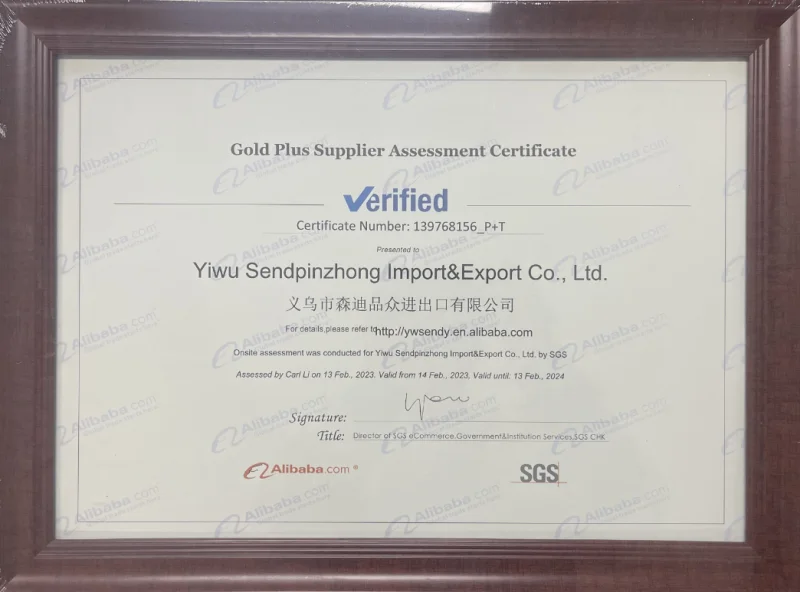 Gold Plus Supplier Assessment Certificate
Verified
Certificate Number: 139768156_P+T
Presented to
Yiwu Sendpinzhong Import&Export Co., Ltd.
义乌市森迪品众进出口有限公司
For details,please refer to http://ywsendy.en.alibaba.com
Onsite assessment was conducted for Yiwu Sendpinzhong Import&Export Co., Ltd. by SGS
Assessed by Carl Li on 13 Feb., 2023. Valid from 14 Feb., 2023, Valid until: 13 Feb., 2024
Signature:
Title: Director of SGS eCommerce,Government&Institution Services,SGS CHK
Alibaba.com®
SGS